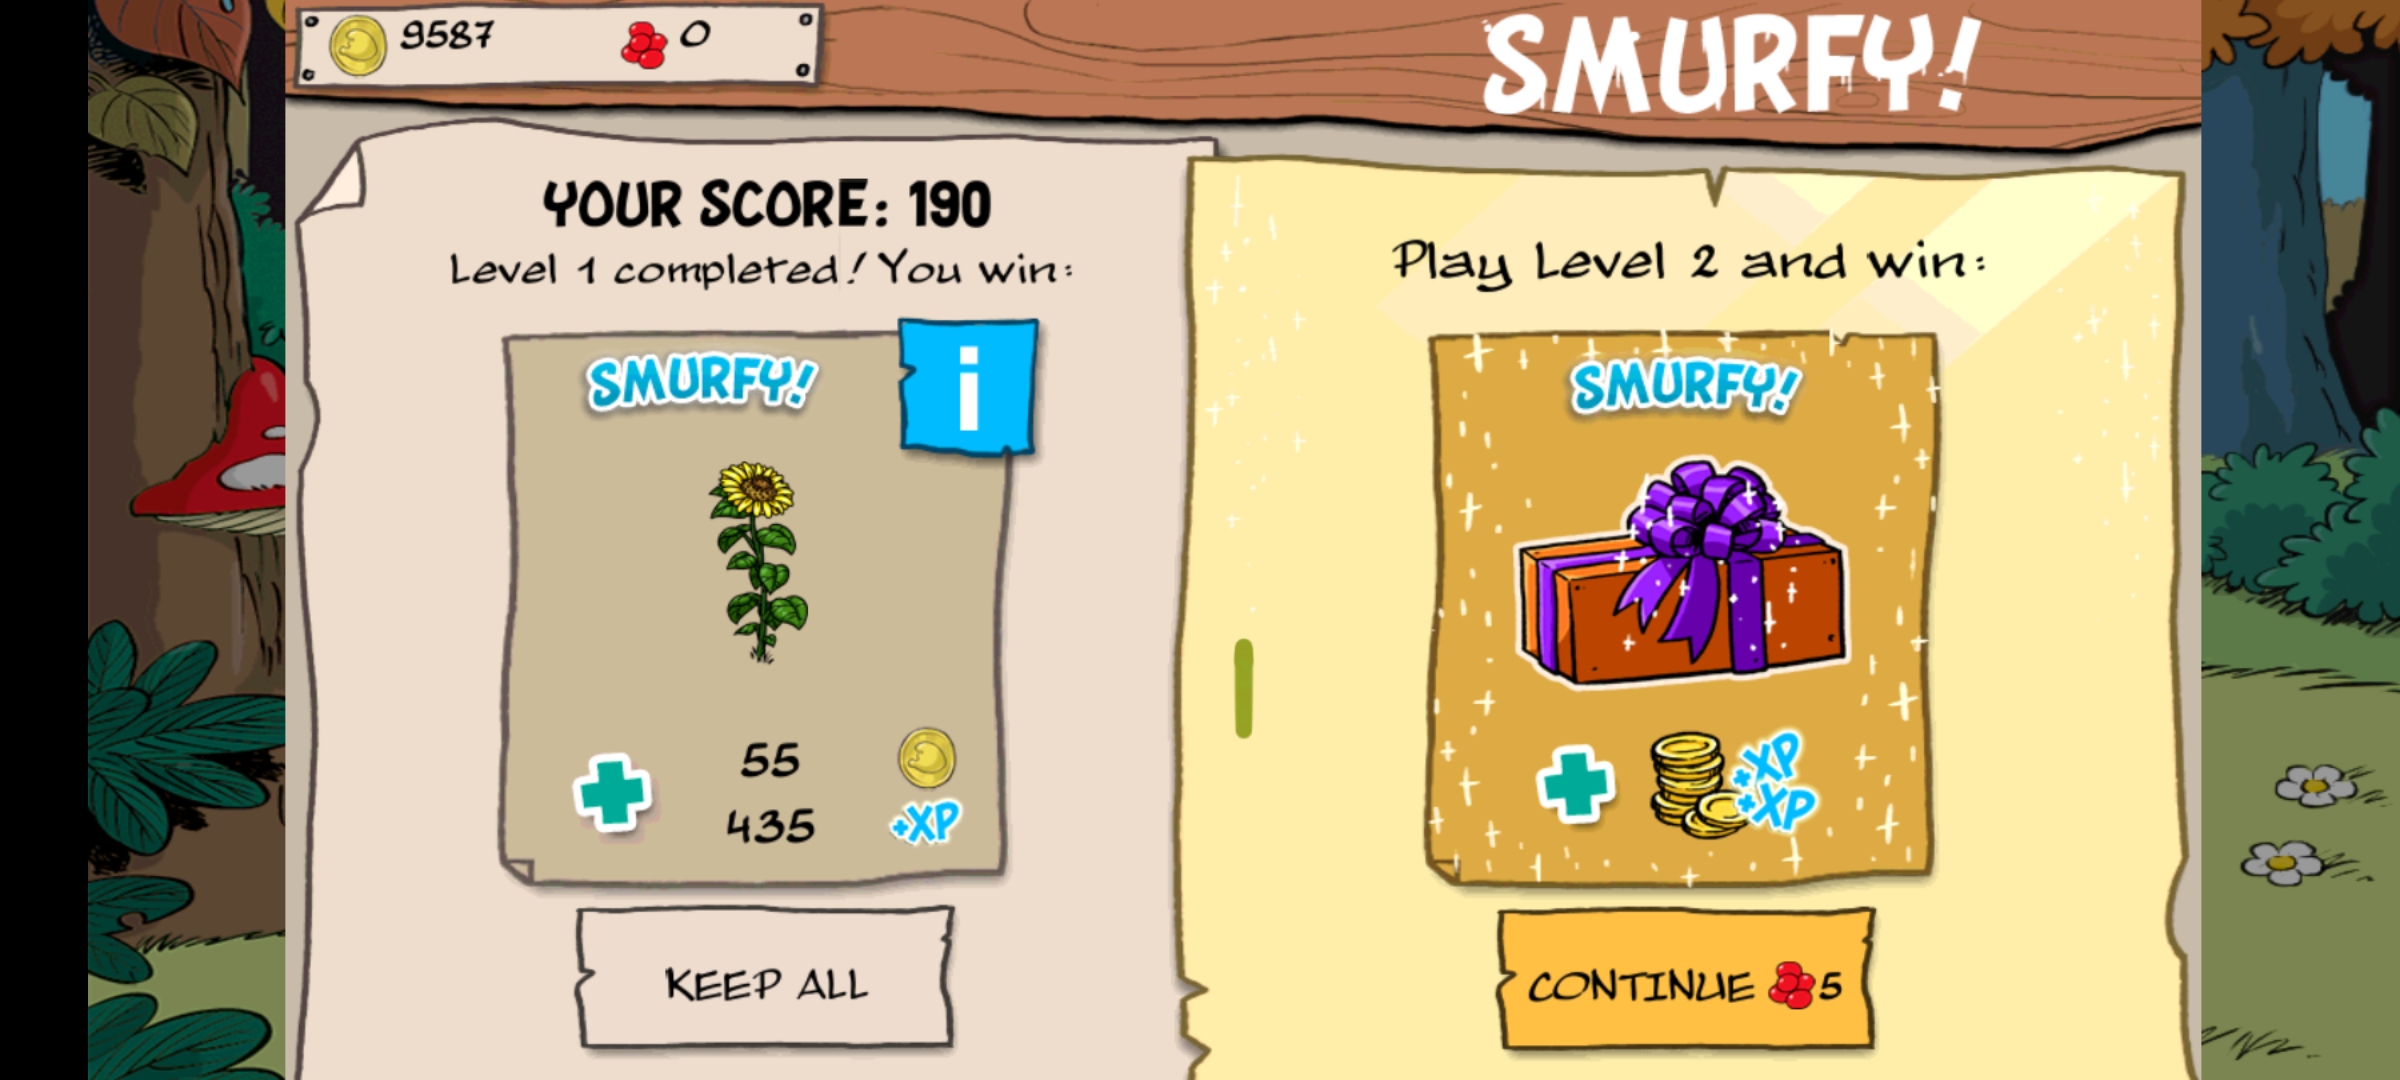 9587
0
SMURFY!
YOUR SCORE: 190
Level 1 completed! You win:
SMURFY!
i
55
435
+XP
KEEP ALL
Play Level 2 and win:
SMURFY!
+XP
+XP
CONTINUE 5